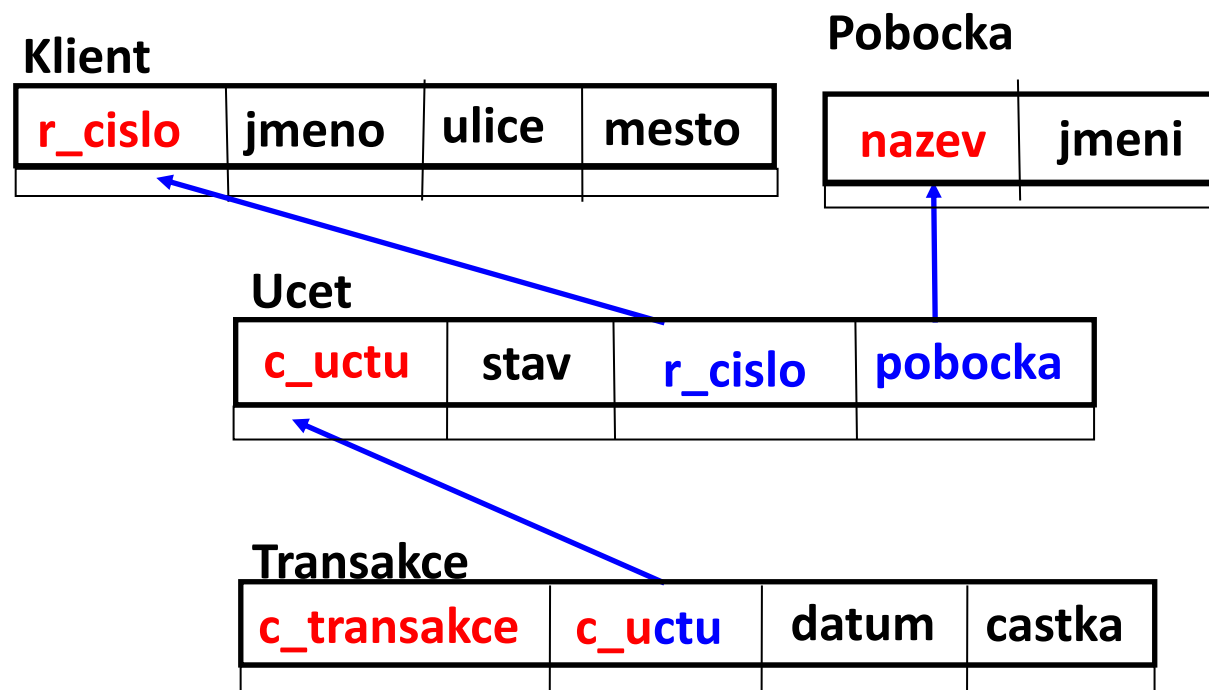 Klient
Pobocka
r_cislo jmeno ulice mesto
nazev jmeni
Ucet
c_uctu stav r_cislo pobocka
Transakce
c_transakce c_uctu datum castka